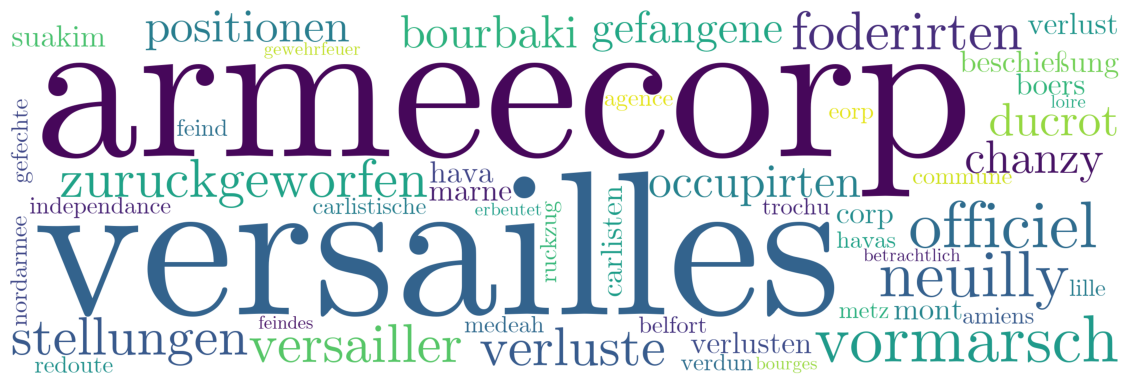 suakim positionen gewehrfeuer bourbaki gefangene foderirten verlust
beschießung
armeecorp agence eorp boers loire
gefechte feind ducrot
zuruckgeworfen hava marne occupirten chanzy commune
independance carlistische erbeutet ruckzug carlisten trochu corp officiel
versailles havas betrachtlich
nordarmee neuilly lille
feindes medeah belfort metz mont amiens
stellungen versailler verluste verlusten vormarsch
redoute verdun bourges